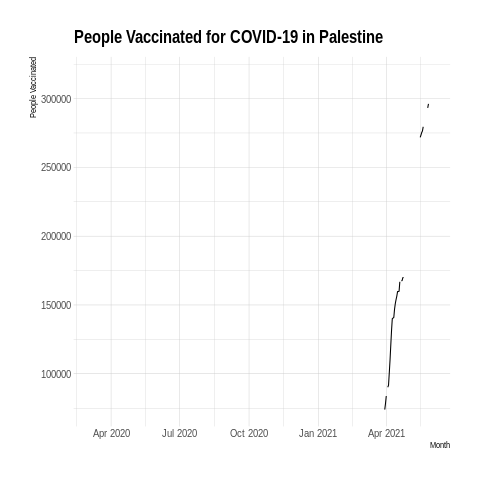 People Vaccinated for COVID-19 in Palestine
People Vaccinated
300000
250000
200000
150000
100000
Apr 2020 Jul 2020 Oct 2020 Jan 2021 Apr 2021
Month